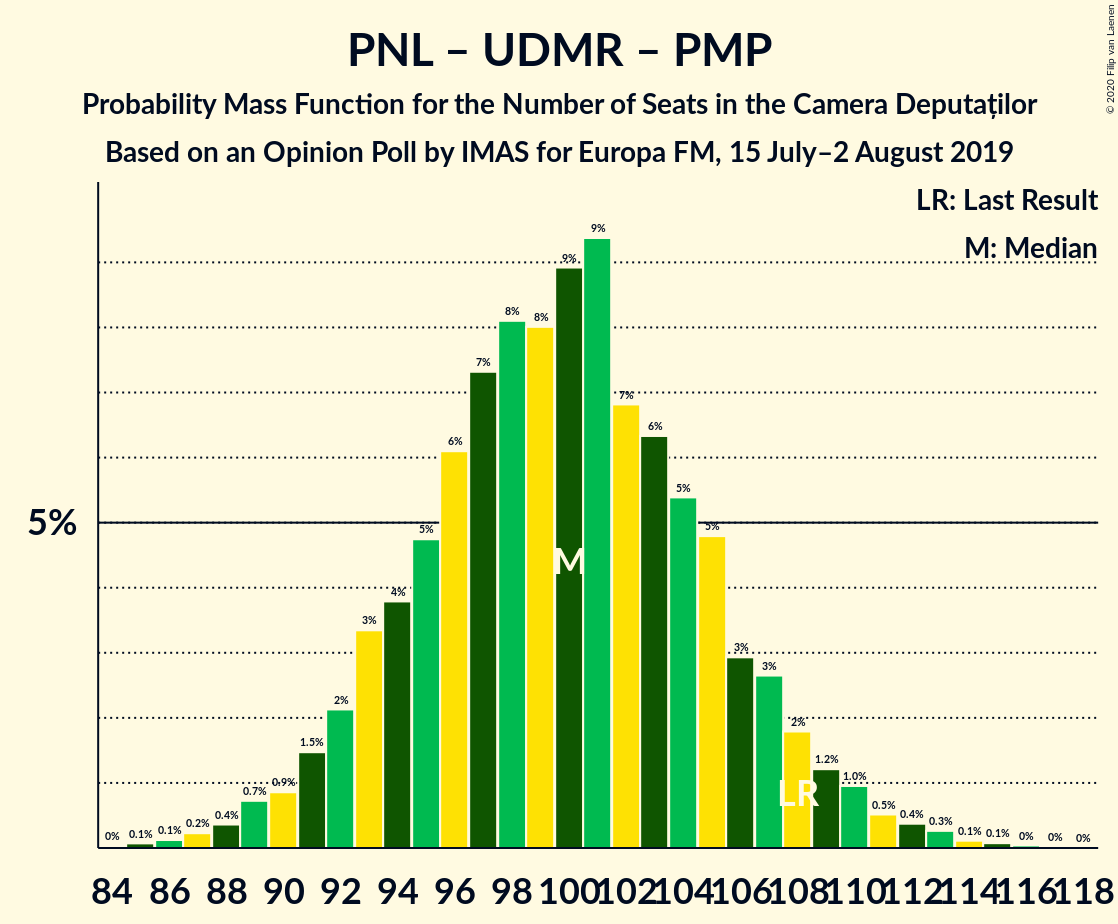 PNL – UDMR – PMP
Probability Mass Function for the Number of Seats in the Camera Deputaților
Based on an Opinion Poll by IMAS for Europa FM, 15 July–2 August 2019
© 2020 Filip van Laenen
LR: Last Result
M: Median
5%
0% 0.1% 0.1% 0.2% 0.4% 0.7% 0.9% 1.5% 2% 3% 4% 5% 6% 7% 8% 8% 9% 9% 7% 6% 5% 5% 3% 3% 2% 1.2% 1.0% 0.5% 0.4% 0.3% 0.1% 0.1% 0% 0% 0%
M
LR
84 86 88 90 92 94 96 98 100 102 104 106 108 110 112 114 116 118